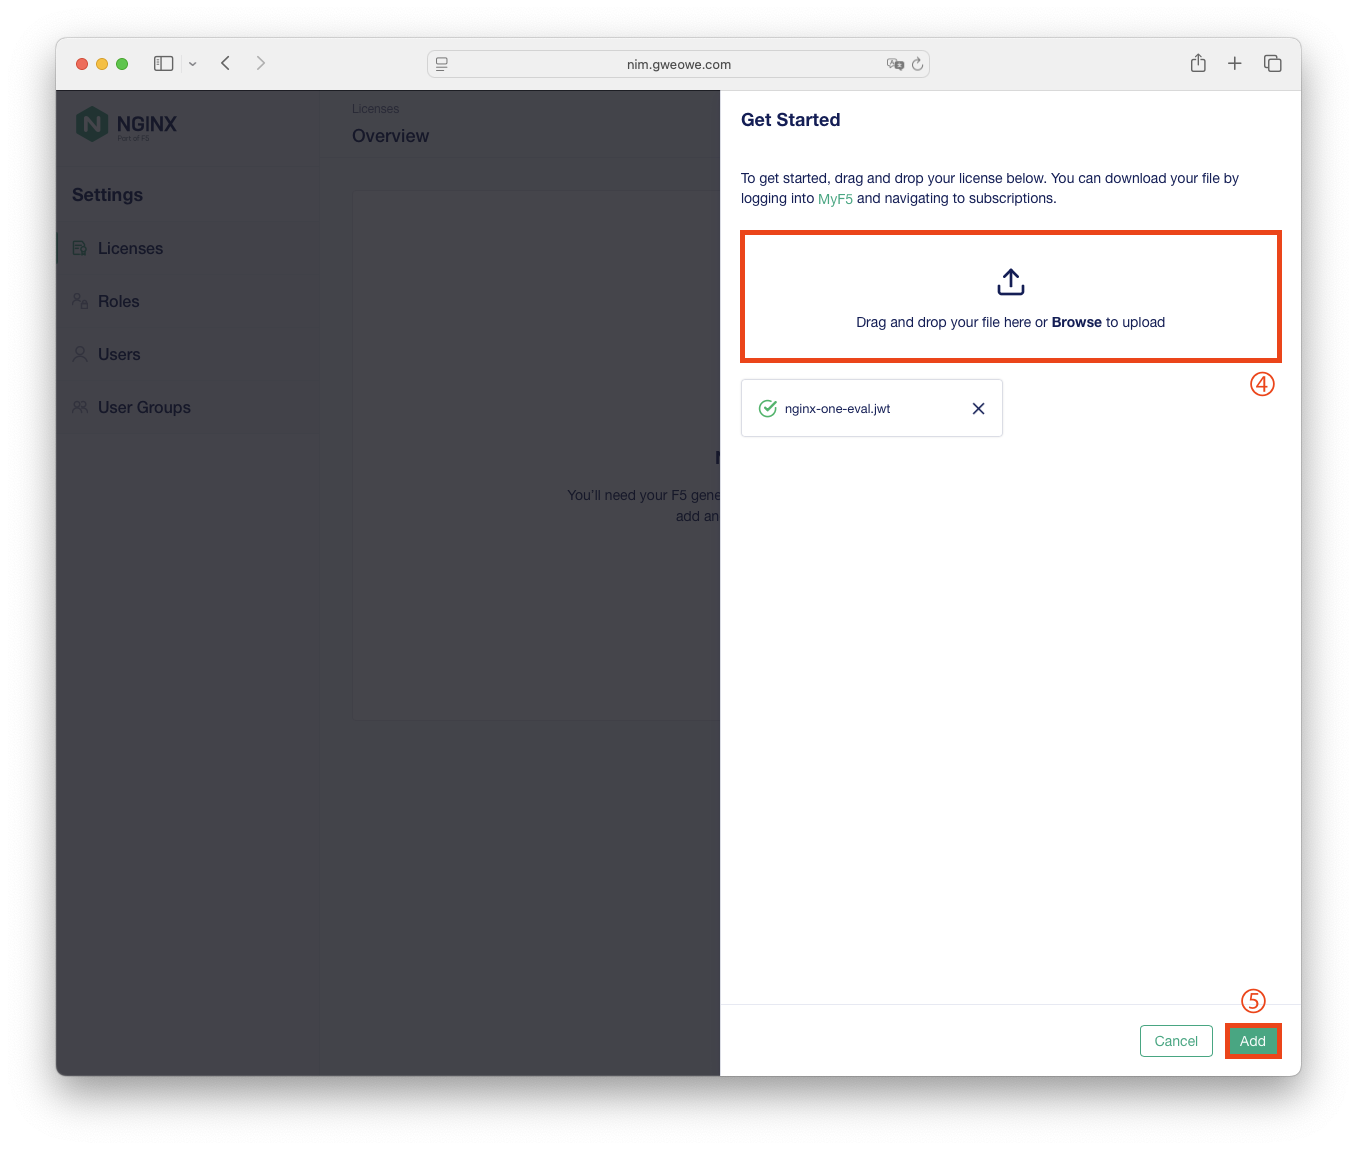 nim.gweowe.com
NGINX
Part of F5
Settings
Licenses
Roles
Users
User Groups
Licenses
Overview
You'll need your F5 gene
add an
Get Started
To get started, drag and drop your license below. You can download your file by
logging into MyF5 and navigating to subscriptions.
Drag and drop your file here or Browse to upload
④
nginx-one-eval.jwt
⑤
Cancel
Add